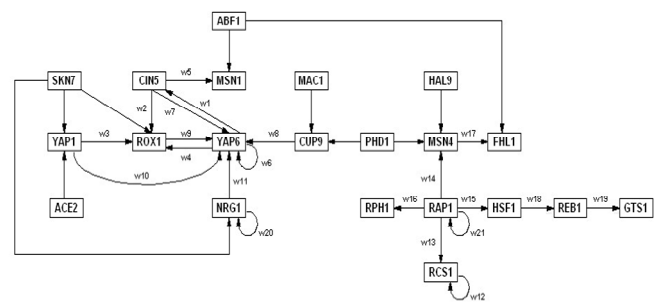 ABF1
SKN7 CIN5 w5 MSN1 MAC1 HAL9
w2 w7 w1
YAP1 w3 ROX1 w9 YAP6 w8 CUP9 PHD1 MSN4 w17 FHL1
w4 w6
w10 w11 w14
ACE2 NRG1 RPH1 w16 RAP1 w15 HSF1 w18 REB1 w19 GTS1
w20 w21
w13
RCS1
w12